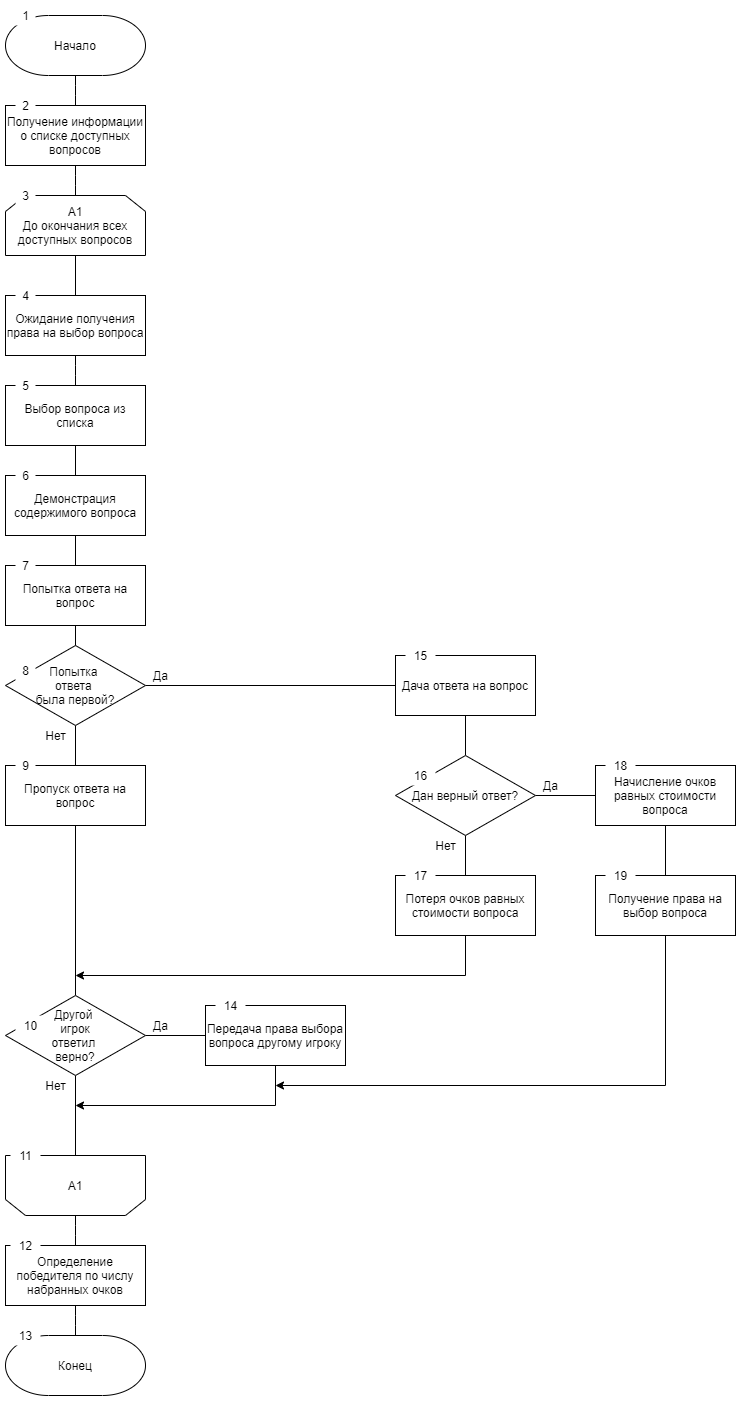 1
Начало
2
Получение информации
о списке доступных
вопросов
3
А1
До окончания всех
доступных вопросов
4
Ожидание получения
права на выбор вопроса
5
Выбор вопроса из
списка
6
Демонстрация
содержимого вопроса
7
Попытка ответа на
вопрос
8
Попытка
ответа
была первой?
Да
Нет
15
Дача ответа на вопрос
9
Пропуск ответа на
вопрос
16
Дан верный ответ?
Да
Нет
18
Начисление очков
равных стоимости
вопроса
17
Потеря очков равных
стоимости вопроса
19
Получение права на
выбор вопроса
10
Другой
игрок
ответил
верно?
Да
Нет
14
Передача права выбора
вопроса другому игроку
11
А1
12
Определение
победителя по числу
набранных очков
13
Конец